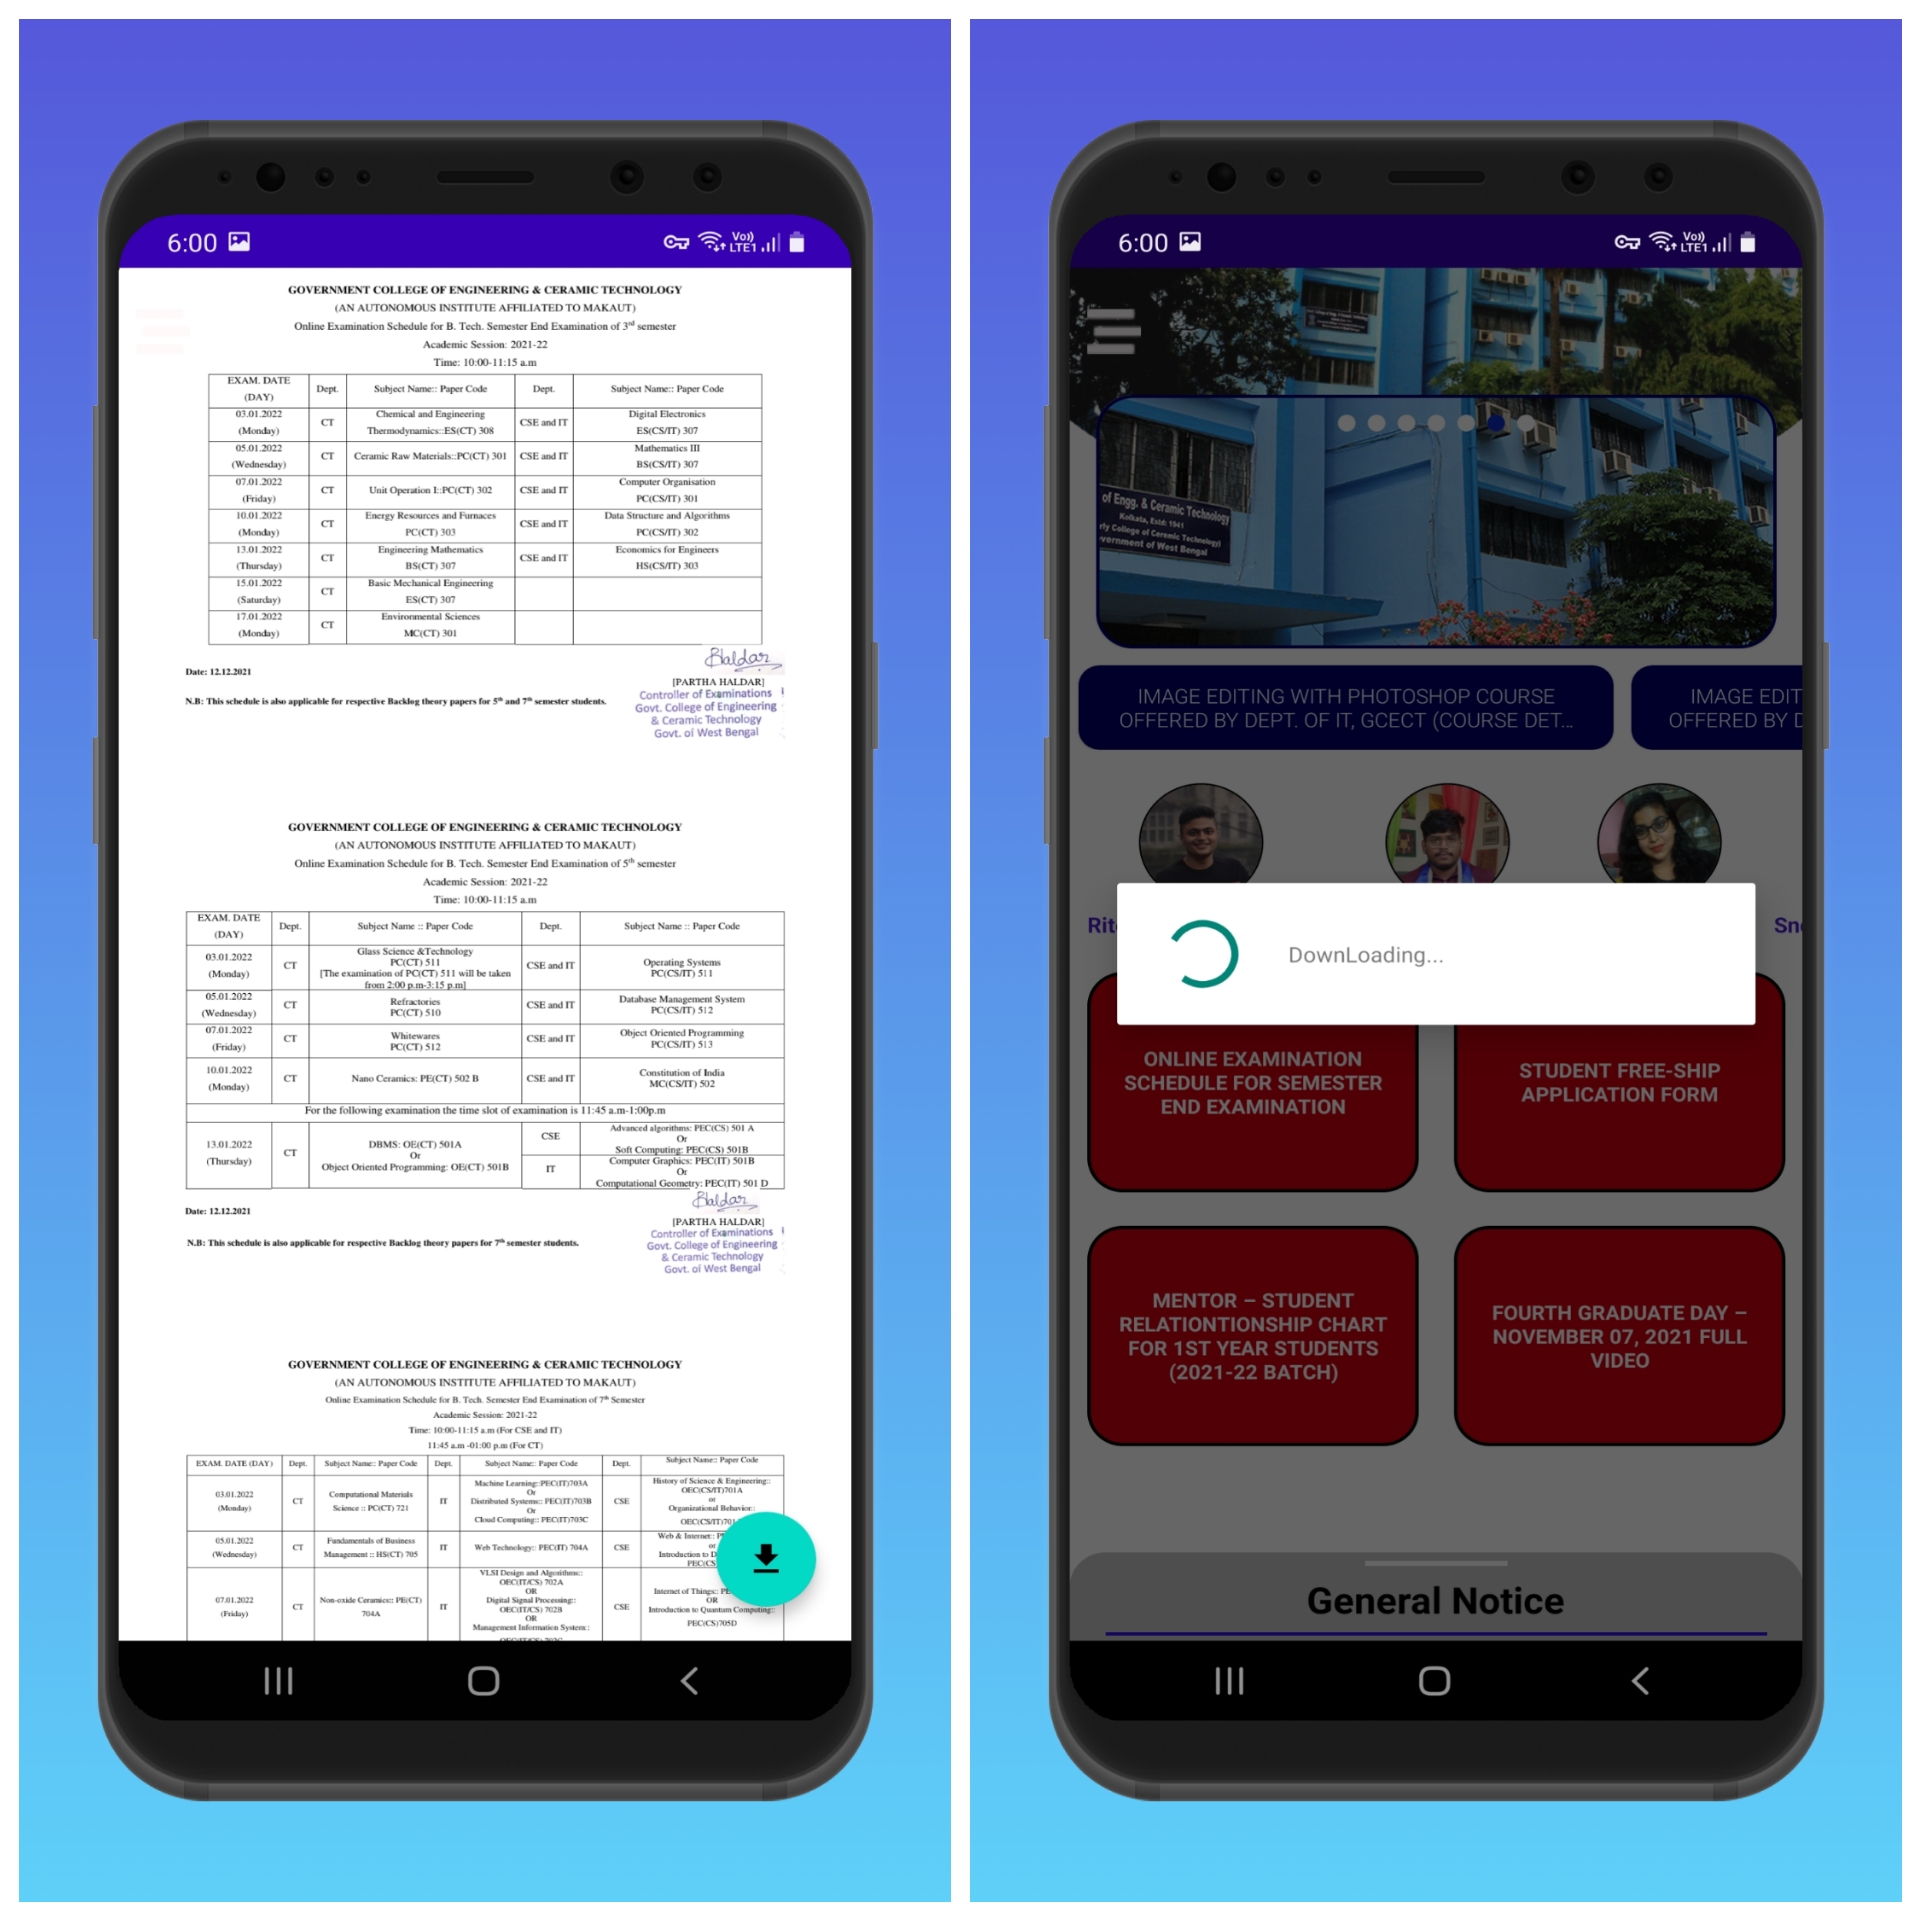 6:00
Vo))
LTE1
GOVERNMENT COLLEGE OF ENGINEERING & CERAMIC TECHNOLOGY
(AN AUTONOMOUS INSTITUTE AFFILIATED TO MAKAUT)
Online Examination Schedule for B. Tech. Semester End Examination of 3rd semester
Academic Session: 2021-22
Time: 10:00-11:15 a.m
EXAM. DATE (DAY) Dept. Subject Name:: Paper Code Dept. Subject Name:: Paper Code
03.01.2022 (Monday) CT Chemical and Engineering Thermodynamics::ES(CT) 308 CSE and IT Digital Electronics ES(CS/IT) 307
05.01.2022 (Wednesday) CT Ceramic Raw Materials::PC(CT) 301 CSE and IT Mathematics III BS(CS/IT) 307
07.01.2022 (Friday) CT Unit Operation I::PC(CT) 302 CSE and IT Computer Organisation PC(CS/IT) 301
10.01.2022 (Monday) CT Energy Resources and Furnaces PC(CT) 303 CSE and IT Data Structure and Algorithms PC(CS/IT) 302
13.01.2022 (Thursday) CT Engineering Mathematics BS(CT) 307 CSE and IT Economics for Engineers HS(CS/IT) 303
15.01.2022 (Saturday) CT Basic Mechanical Engineering ES(CT) 307
17.01.2022 (Monday) CT Environmental Sciences MC(CT) 301
Haldar
Date: 12.12.2021
[PARTHA HALDAR]
Controller of Examinations
N.B: This schedule is also applicable for respective Backlog theory papers for 5th and 7th semester students.
Govt. College of Engineering
& Ceramic Technology
Govt. of West Bengal
GOVERNMENT COLLEGE OF ENGINEERING & CERAMIC TECHNOLOGY
(AN AUTONOMOUS INSTITUTE AFFILIATED TO MAKAUT)
Online Examination Schedule for B. Tech. Semester End Examination of 5th semester
Academic Session: 2021-22
Time: 10:00-11:15 a.m
EXAM. DATE (DAY) Dept. Subject Name :: Paper Code Dept. Subject Name :: Paper Code
03.01.2022 (Monday) CT Glass Science &Technology PC(CT) 511 [The examination of PC(CT) 511 will be taken from 2:00 p.m-3:15 p.m] CSE and IT Operating Systems PC(CS/IT) 511
05.01.2022 (Wednesday) CT Refractories PC(CT) 510 CSE and IT Database Management System PC(CS/IT) 512
07.01.2022 (Friday) CT Whitewares PC(CT) 512 CSE and IT Object Oriented Programming PC(CS/IT) 513
10.01.2022 (Monday) CT Nano Ceramics: PE(CT) 502 B CSE and IT Constitution of India MC(CS/IT) 502
For the following examination the time slot of examination is 11:45 a.m-1:00p.m
13.01.2022 (Thursday) CT DBMS: OE(CT) 501A Or Object Oriented Programming: OE(CT) 501B CSE Advanced algorithms: PEC(CS) 501 A Or Soft Computing: PEC(CS) 501B
IT Computer Graphics: PEC(IT) 501B Or Computational Geometry: PEC(IT) 501 D
Haldar
Date: 12.12.2021
[PARTHA HALDAR]
Controller of Examinations
N.B: This schedule is also applicable for respective Backlog theory papers for 7th semester students.
Govt. College of Engineering
& Ceramic Technology
Govt. of West Bengal
GOVERNMENT COLLEGE OF ENGINEERING & CERAMIC TECHNOLOGY
(AN AUTONOMOUS INSTITUTE AFFILIATED TO MAKAUT)
Online Examination Schedule for B. Tech. Semester End Examination of 7th Semester
Academic Session: 2021-22
Time: 10:00-11:15 a.m (For CSE and IT)
11:45 a.m -01:00 p.m (For CT)
EXAM. DATE (DAY) Dept. Subject Name:: Paper Code Dept. Subject Name:: Paper Code Dept. Subject Name:: Paper Code
03.01.2022 (Monday) CT Computational Materials Science :: PC(CT) 721 IT Machine Learning::PEC(IT)703A Or Distributed Systems:: PEC(IT)703B Or Cloud Computing:: PEC(IT)703C CSE History of Science & Engineering:: OEC(CS/IT)701A or Organizational Behavior:: OEC(CS/IT)701
05.01.2022 (Wednesday) CT Fundamentals of Business Management :: HS(CT) 705 IT Web Technology:: PEC(IT) 704A CSE Web & Internet:: or Introduction to PEC(CS
07.01.2022 (Friday) CT Non-oxide Ceramics:: PE(CT) 704A IT VLSI Design and Algorithms:: OEC(IT/CS) 702A OR Digital Signal Processing:: OEC(IT/CS) 702B OR Management Information System:: CSE Internet of Things:: OR Introduction to Quantum Computing:: PEC(CS)705D
6:00
Vo))
LTE1
of Engg. & Ceramic Technology
Kolkata, Estd: 1941
rly College of Ceramic Technology)
vernment of West Bengal
IMAGE EDITING WITH PHOTOSHOP COURSE
OFFERED BY DEPT. OF IT, GCECT (COURSE DET...
IMAGE EDIT
OFFERED BY D
Rit
Sn
DownLoading...
ONLINE EXAMINATION
SCHEDULE FOR SEMESTER
END EXAMINATION
STUDENT FREE-SHIP
APPLICATION FORM
MENTOR – STUDENT
RELATIONTIONSHIP CHART
FOR 1ST YEAR STUDENTS
(2021-22 BATCH)
FOURTH GRADUATE DAY –
NOVEMBER 07, 2021 FULL
VIDEO
General Notice